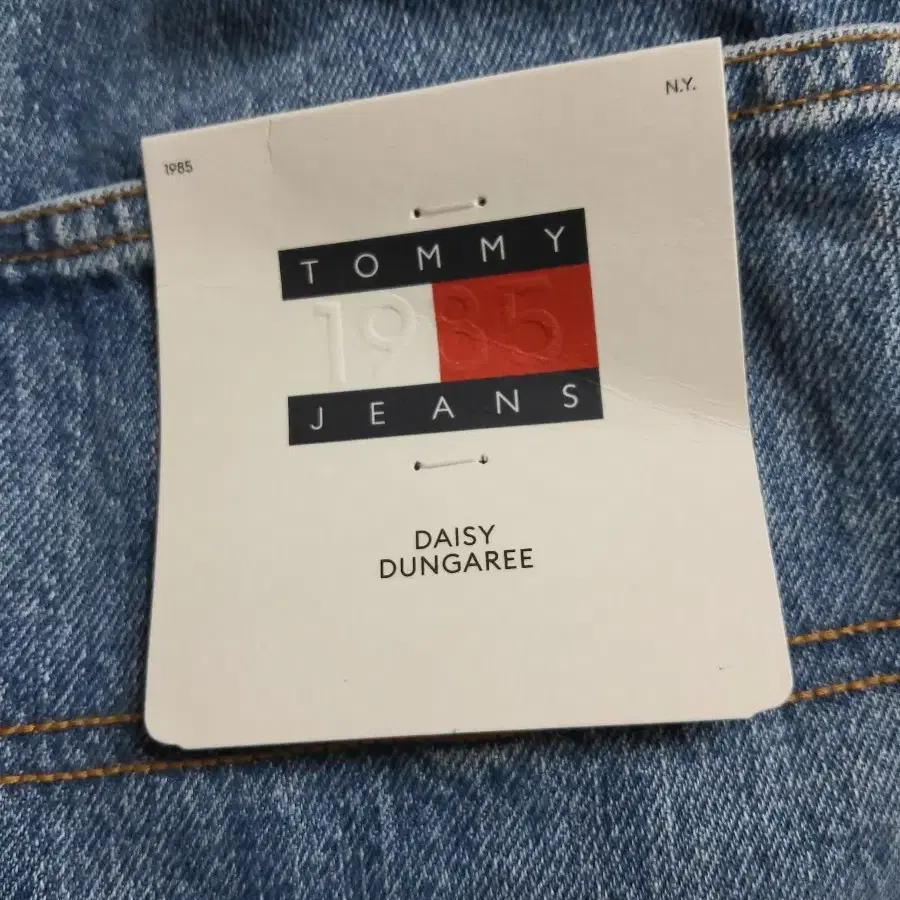 N.Y.
1985
TOMMY
1985
JEANS
DAISY
DUNGAREE